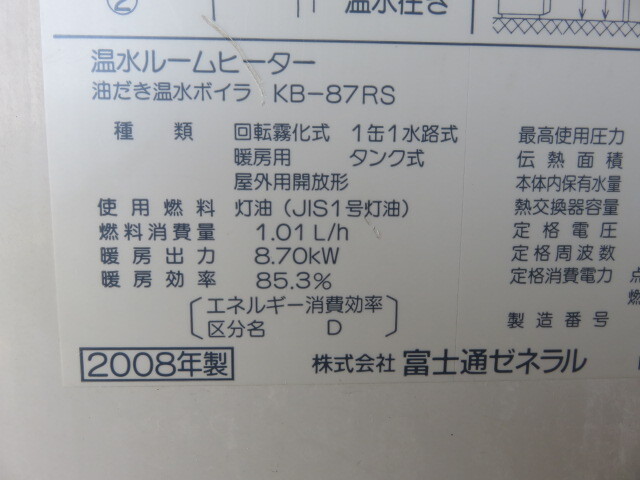 ②
温水往き
温水ルームヒーター
油だき温水ボイラ KB-87RS
種類 回転霧化式 1缶1水路式
暖房用 タンク式
屋外用開放形
使用燃料 灯油(JIS1号灯油)
燃料消費量 1.01 L/h
暖房出力 8.70kW
暖房効率 85.3%
エネルギー消費効率
区分名 D
2008年製 株式会社 富士通ゼネラル
最高使用圧力
伝熱面積
本体内保有水量
熱交換器容量
定格電圧
定格周波数
定格消費電力 点
燃
製造番号